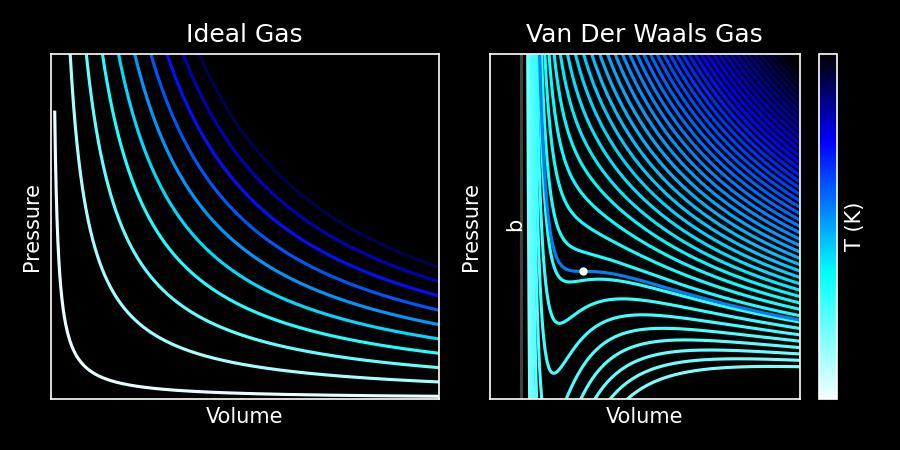 Ideal Gas
Pressure
Volume
Van Der Waals Gas
Pressure
b
Volume
T (K)